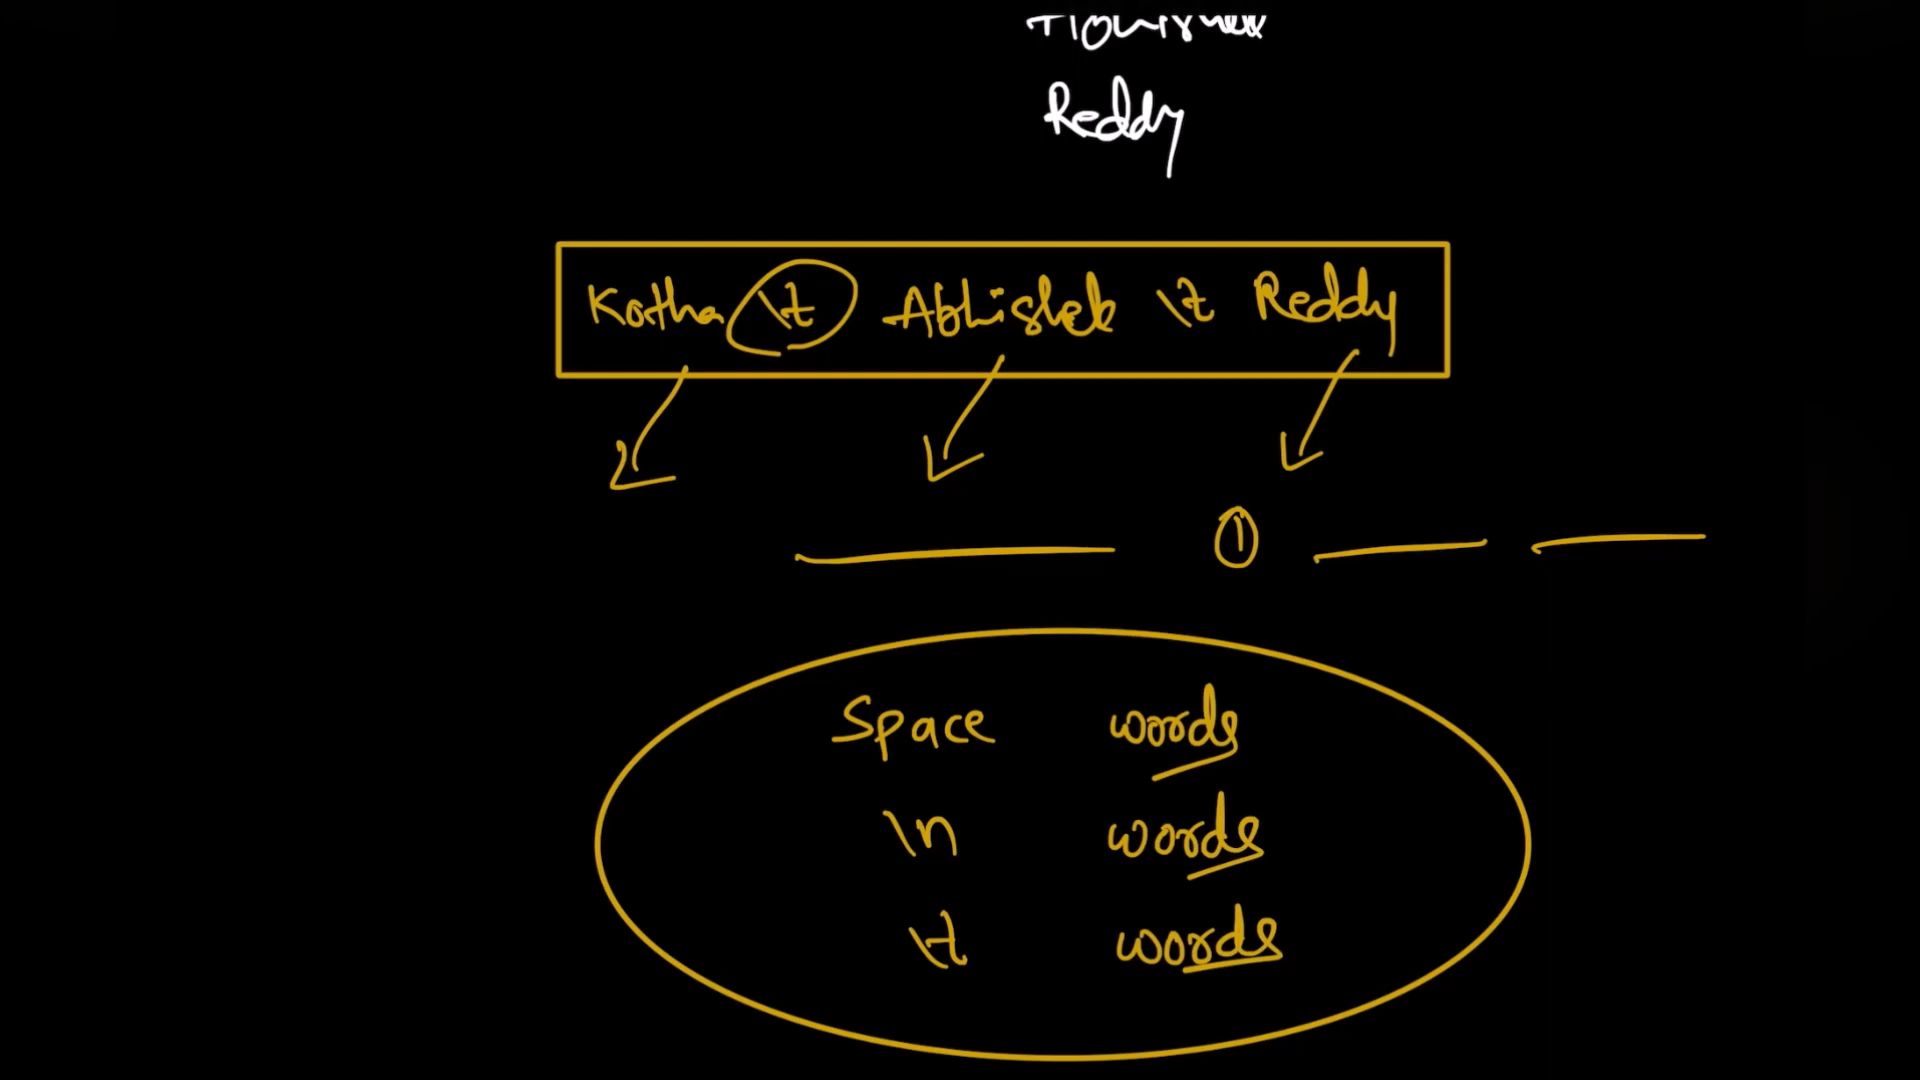 Reddy
Kotha \t Abhishek \t Reddy
1
Space words
\n words
\t words